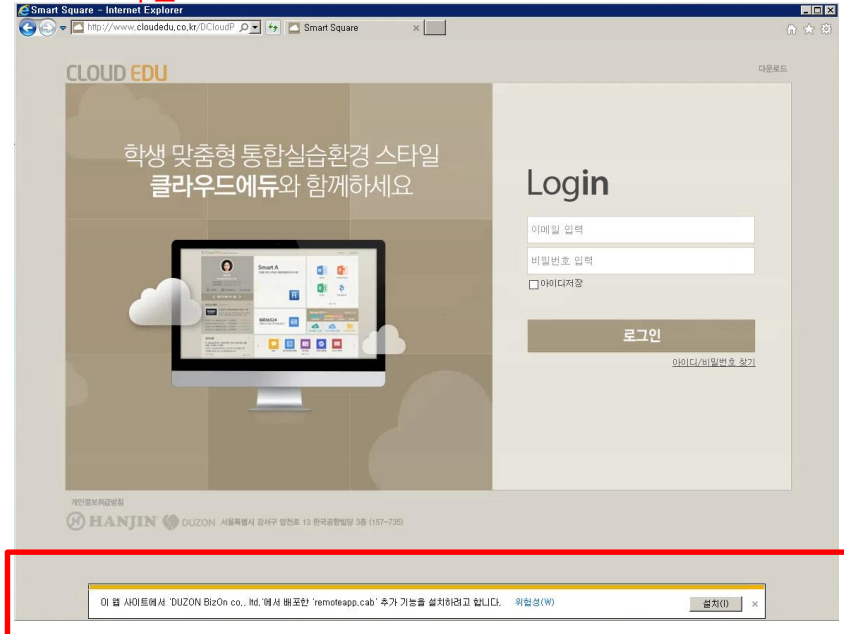 Smart Square - Internet Explorer
http://www.cloudedu.co.kr/DCloudP
Smart Square
CLOUD EDU
다운로드
학생 맞춤형 통합실습환경 스타일
클라우드에듀와 함께하세요
Smart A
Login
이메일 입력
비밀번호 입력
아이디저장
로그인
아이디/비밀번호 찾기
개인정보취급방침
HANJIN DUZON 서울특별시 강서구 양천로 13 한국공항빌딩 3층 (157-735)
이 웹 사이트에서 'DUZON BizOn co., ltd.'에서 배포한 'remoteapp.cab' 추가 기능을 설치하려고 합니다. 위험성(W) 설치(I)